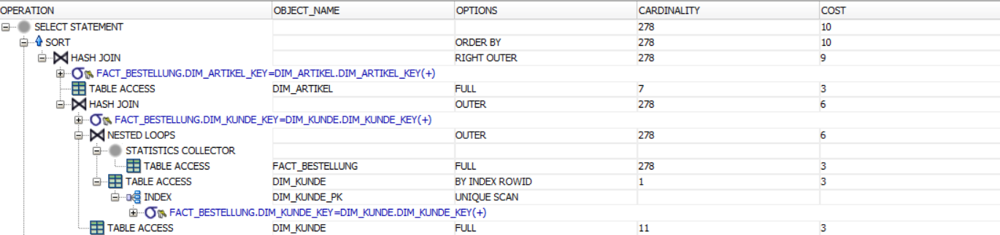 OPERATION OBJECT_NAME OPTIONS CARDINALITY COST
SELECT STATEMENT 278 10
SORT ORDER BY 278 10
HASH JOIN RIGHT OUTER 278 9
FACT_BESTELLUNG.DIM_ARTIKEL_KEY=DIM_ARTIKEL.DIM_ARTIKEL_KEY(+)
TABLE ACCESS DIM_ARTIKEL FULL 7 3
HASH JOIN OUTER 278 6
FACT_BESTELLUNG.DIM_KUNDE_KEY=DIM_KUNDE.DIM_KUNDE_KEY(+)
NESTED LOOPS OUTER 278 6
STATISTICS COLLECTOR
TABLE ACCESS FACT_BESTELLUNG FULL 278 3
TABLE ACCESS DIM_KUNDE BY INDEX ROWID 1 3
INDEX DIM_KUNDE_PK UNIQUE SCAN
FACT_BESTELLUNG.DIM_KUNDE_KEY=DIM_KUNDE.DIM_KUNDE_KEY(+)
TABLE ACCESS DIM_KUNDE FULL 11 3